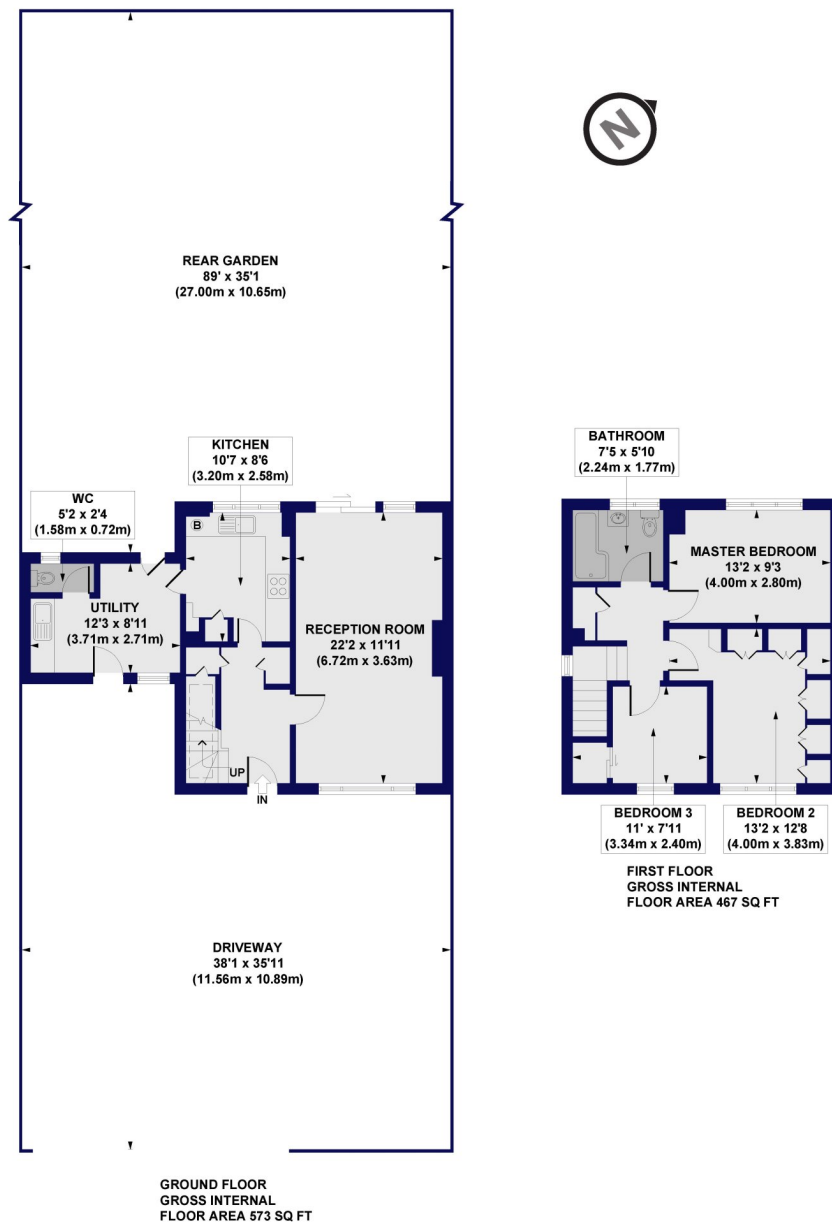 N
REAR GARDEN
89' x 35'1
(27.00m x 10.65m)
KITCHEN
10'7 x 8'6
(3.20m x 2.58m)
WC
5'2 x 2'4
(1.58m x 0.72m)
B
UTILITY
12'3 x 8'11
(3.71m x 2.71m)
RECEPTION ROOM
22'2 x 11'11
(6.72m x 3.63m)
UP
IN
DRIVEWAY
38'1 x 35'11
(11.56m x 10.89m)
GROUND FLOOR
GROSS INTERNAL
FLOOR AREA 573 SQ FT
BATHROOM
7'5 x 5'10
(2.24m x 1.77m)
MASTER BEDROOM
13'2 x 9'3
(4.00m x 2.80m)
BEDROOM 3
11' x 7'11
(3.34m x 2.40m)
BEDROOM 2
13'2 x 12'8
(4.00m x 3.83m)
FIRST FLOOR
GROSS INTERNAL
FLOOR AREA 467 SQ FT